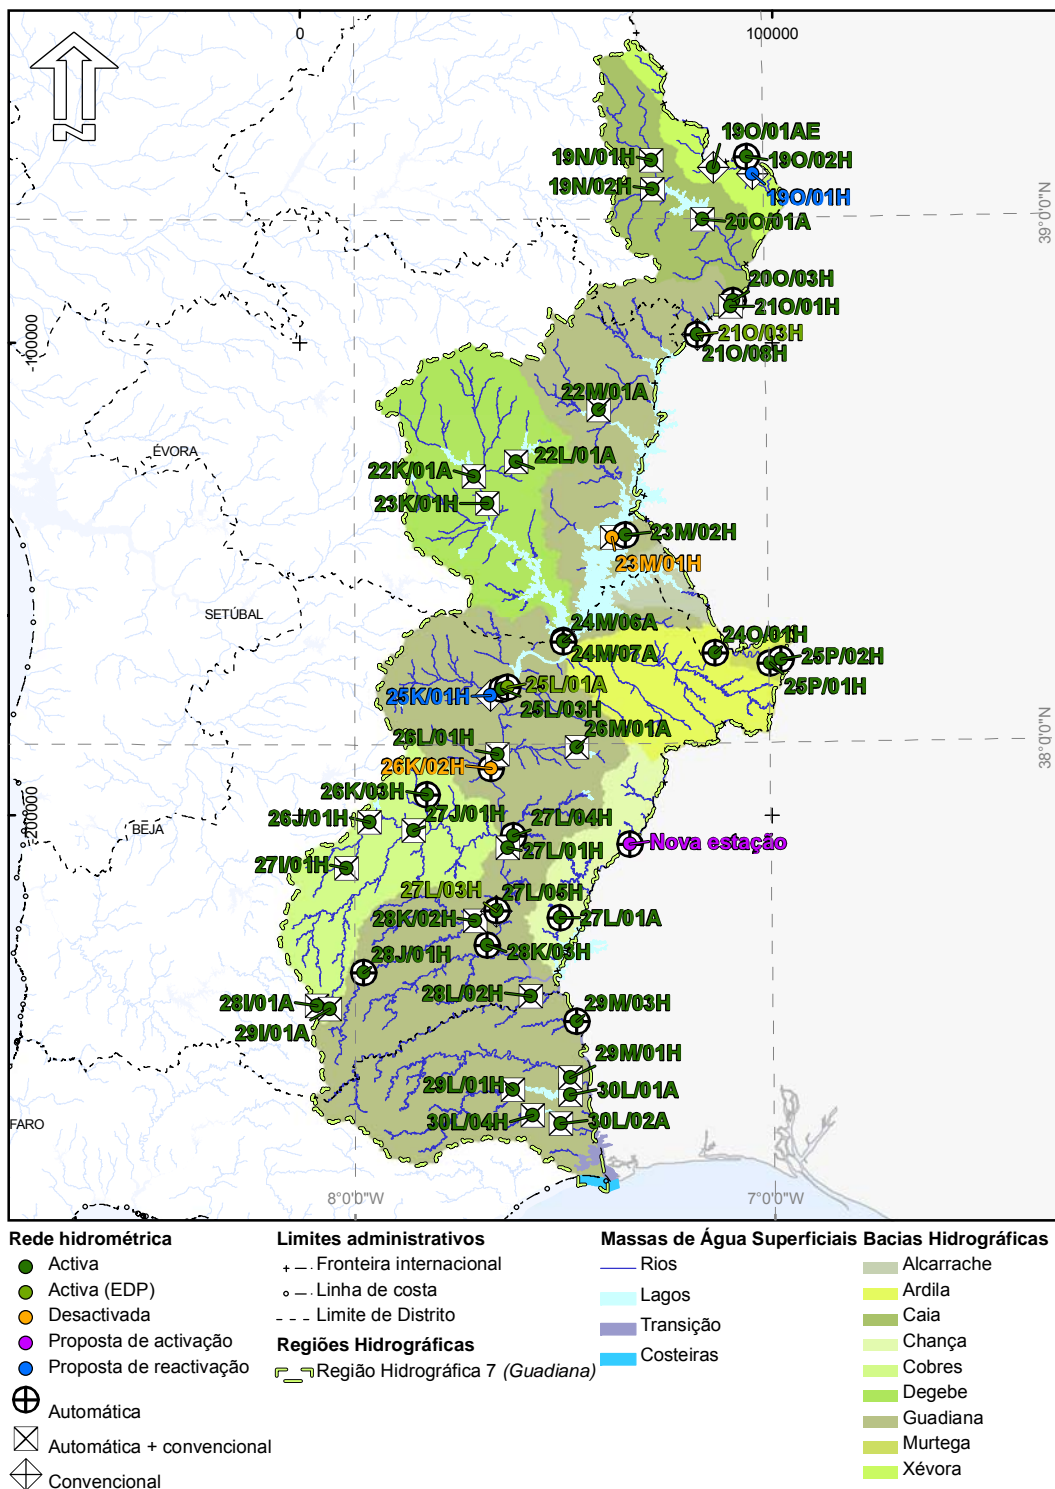 0
100000
N
19O/01AE
19N/01H
19O/02H
19N/02H
19O/01H
39°0'0"N
20O/01A
20O/03H
21O/01H
-100000
21O/03H
21O/08H
22M/01A
ÉVORA
22L/01A
22K/01A
23K/01H
23M/02H
23M/01H
SETÚBAL
24M/06A
24O/01H
24M/07A
25P/02H
25P/01H
25L/01A
25K/01H
25L/03H
26M/01A
26L/01H
38°0'0"N
26K/02H
26K/03H
27J/01H
26J/01H
27L/04H
-200000
BEJA
Nova estação
27L/01H
27I/01H
27L/03H
27L/05H
28K/02H
27L/01A
28J/01H
28K/03H
28L/02H
28I/01A
29M/03H
29I/01A
29M/01H
29L/01H
30L/01A
FARO
30L/04H
30L/02A
8°0'0"W
7°0'0"W
Rede hidrométrica
Activa
Activa (EDP)
Desactivada
Proposta de activação
Proposta de reactivação
Automática
Automática + convencional
Convencional
Limites administrativos
Fronteira internacional
Linha de costa
Limite de Distrito
Regiões Hidrográficas
Região Hidrográfica 7 (Guadiana)
Massas de Água Superficiais
Rios
Lagos
Transição
Costeiras
Bacias Hidrográficas
Alcarrache
Ardila
Caia
Chança
Cobres
Degebe
Guadiana
Murtega
Xévora